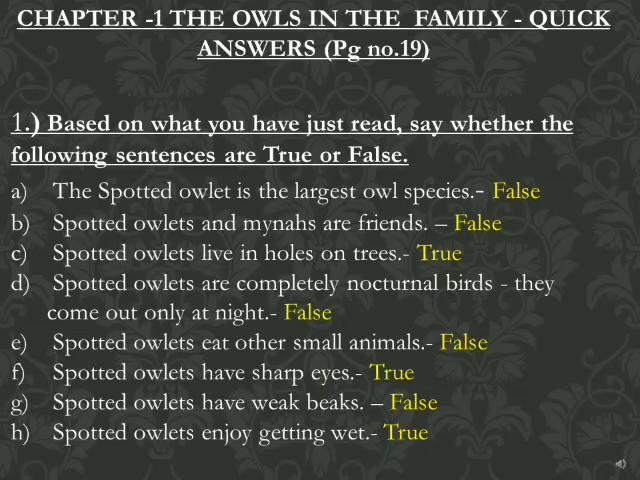 CHAPTER -1 THE OWLS IN THE FAMILY - QUICK
ANSWERS (Pg no.19)
1.) Based on what you have just read, say whether the
following sentences are True or False.
a) The Spotted owlet is the largest owl species.- False
b) Spotted owlets and mynahs are friends. – False
c) Spotted owlets live in holes on trees.- True
d) Spotted owlets are completely nocturnal birds - they
come out only at night.- False
e) Spotted owlets eat other small animals.- False
f) Spotted owlets have sharp eyes.- True
g) Spotted owlets have weak beaks. – False
h) Spotted owlets enjoy getting wet.- True